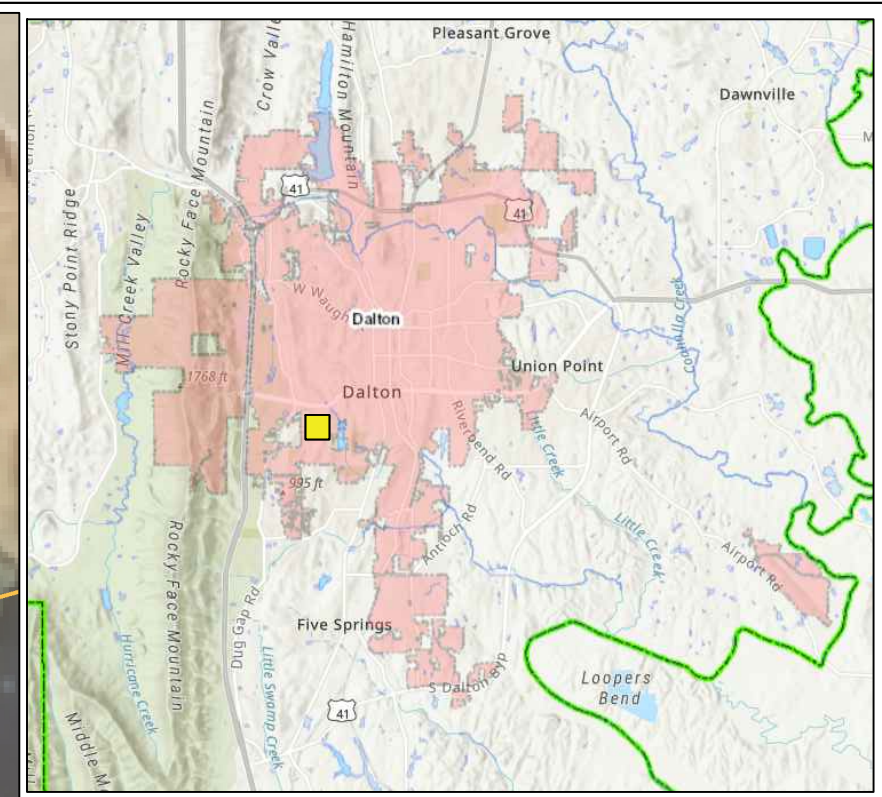 Pleasant Grove
Crow Valle
Hamilton Mountain
Dawnville
Rocky Face Mountain
Stony Point Ridge
Mill Creek Valley
41
41
W Waugh
Dalton
Coahulla Creek
Union Point
1768 ft
Dalton
Riverbend Rd
Little Creek
Airport Rd
995 ft
Antioch Rd
Little Creek
Airport Rd
Rocky Face Mountain
Dug Gap Rd
Five Springs
Hurricane Creek
Little Swamp Creek
S Dalton Byp
Loopers
Bend
41
Middle M